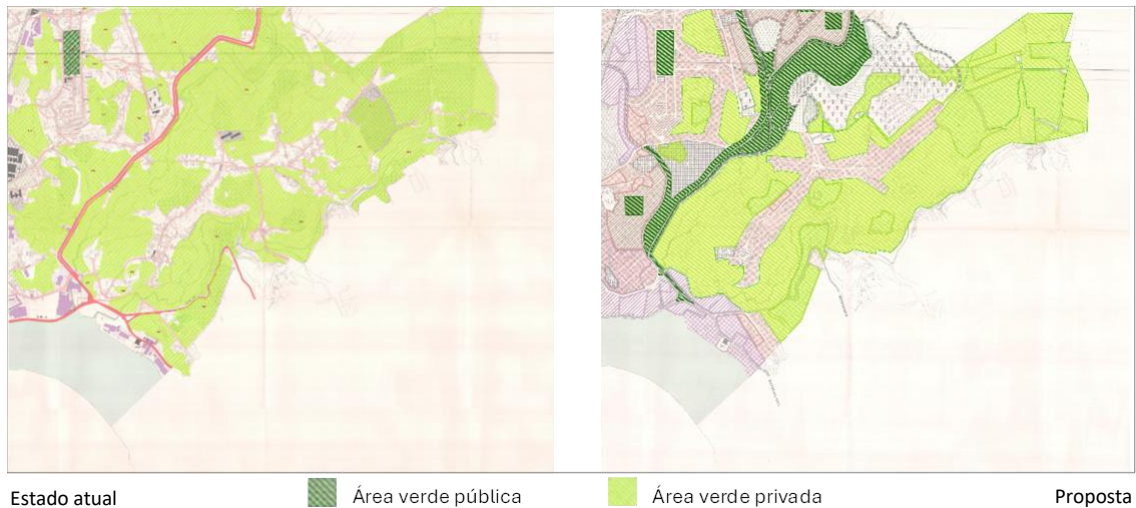 Estado atual
Área verde pública
Área verde privada
Proposta